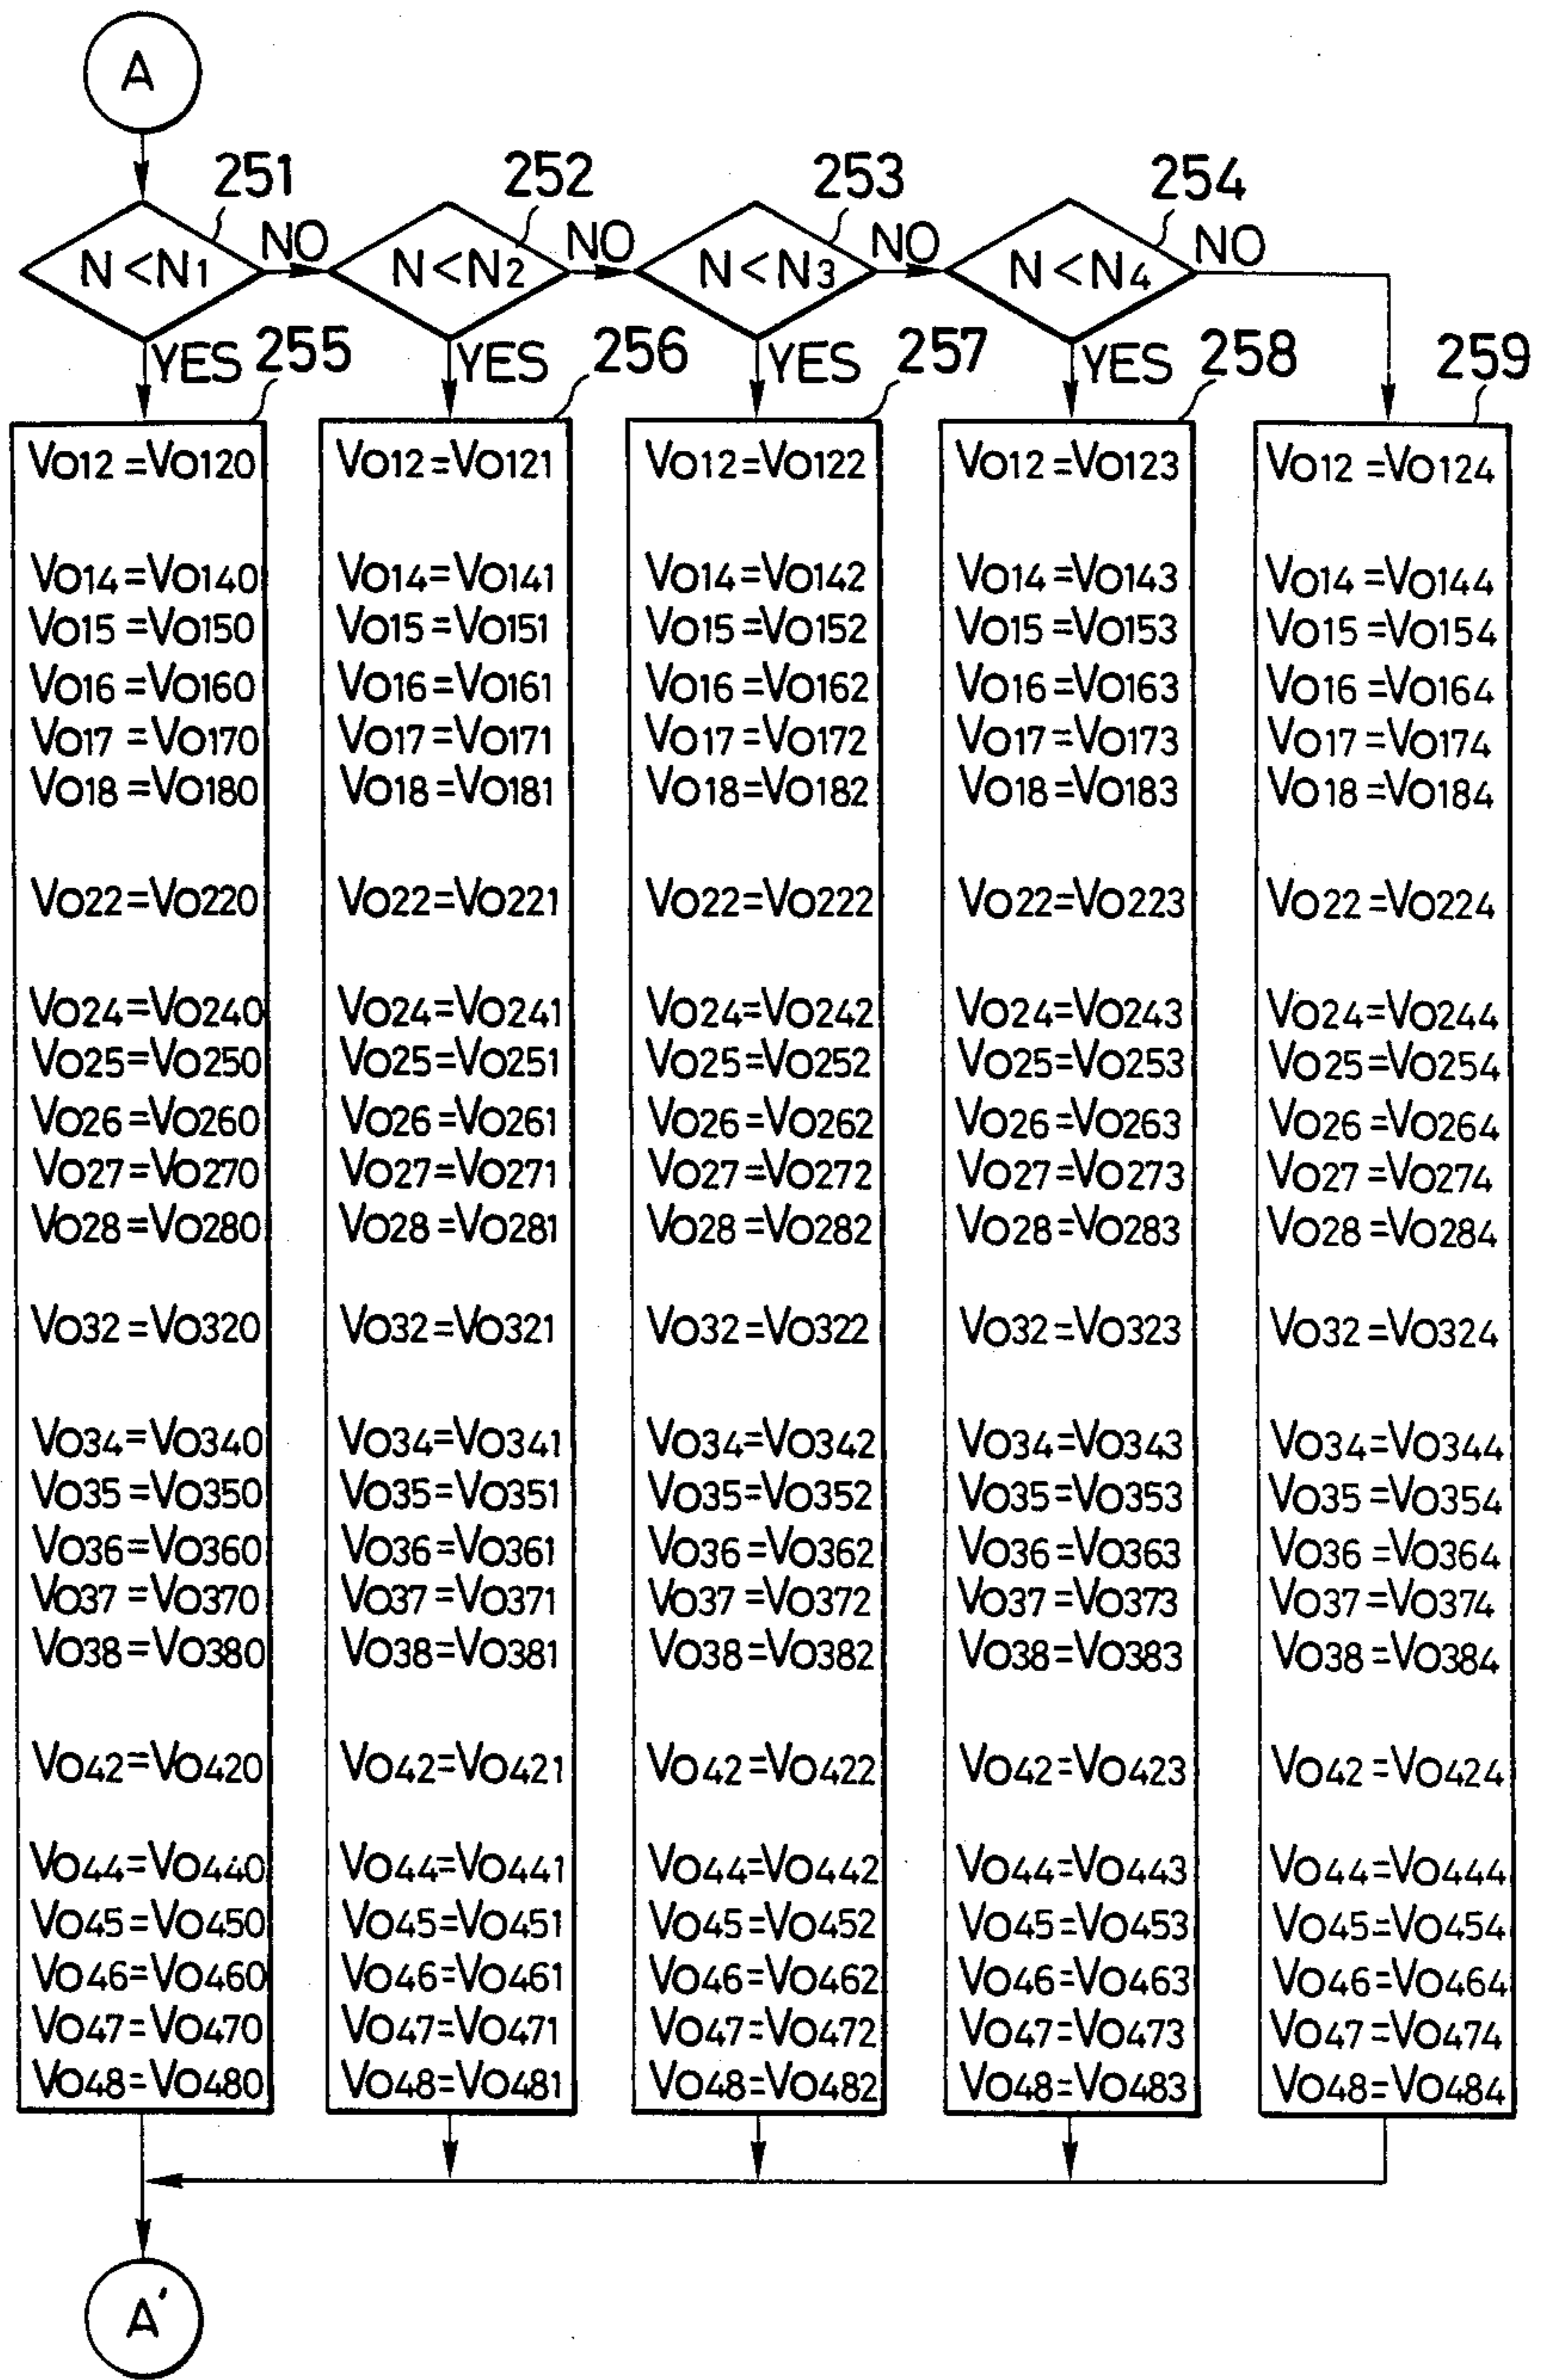 A
251 252 253 254
N<N1 NO N<N2 NO N<N3 NO N<N4 NO
YES 255 YES 256 YES 257 YES 258 259
VO12=VO120 VO12=VO121 VO12=VO122 VO12=VO123 VO12=VO124
VO14=VO140 VO14=VO141 VO14=VO142 VO14=VO143 VO14=VO144
VO15=VO150 VO15=VO151 VO15=VO152 VO15=VO153 VO15=VO154
VO16=VO160 VO16=VO161 VO16=VO162 VO16=VO163 VO16=VO164
VO17=VO170 VO17=VO171 VO17=VO172 VO17=VO173 VO17=VO174
VO18=VO180 VO18=VO181 VO18=VO182 VO18=VO183 VO18=VO184
VO22=VO220 VO22=VO221 VO22=VO222 VO22=VO223 VO22=VO224
VO24=VO240 VO24=VO241 VO24=VO242 VO24=VO243 VO24=VO244
VO25=VO250 VO25=VO251 VO25=VO252 VO25=VO253 VO25=VO254
VO26=VO260 VO26=VO261 VO26=VO262 VO26=VO263 VO26=VO264
VO27=VO270 VO27=VO271 VO27=VO272 VO27=VO273 VO27=VO274
VO28=VO280 VO28=VO281 VO28=VO282 VO28=VO283 VO28=VO284
VO32=VO320 VO32=VO321 VO32=VO322 VO32=VO323 VO32=VO324
VO34=VO340 VO34=VO341 VO34=VO342 VO34=VO343 VO34=VO344
VO35=VO350 VO35=VO351 VO35=VO352 VO35=VO353 VO35=VO354
VO36=VO360 VO36=VO361 VO36=VO362 VO36=VO363 VO36=VO364
VO37=VO370 VO37=VO371 VO37=VO372 VO37=VO373 VO37=VO374
VO38=VO380 VO38=VO381 VO38=VO382 VO38=VO383 VO38=VO384
VO42=VO420 VO42=VO421 VO42=VO422 VO42=VO423 VO42=VO424
VO44=VO440 VO44=VO441 VO44=VO442 VO44=VO443 VO44=VO444
VO45=VO450 VO45=VO451 VO45=VO452 VO45=VO453 VO45=VO454
VO46=VO460 VO46=VO461 VO46=VO462 VO46=VO463 VO46=VO464
VO47=VO470 VO47=VO471 VO47=VO472 VO47=VO473 VO47=VO474
VO48=VO480 VO48=VO481 VO48=VO482 VO48=VO483 VO48=VO484
A'